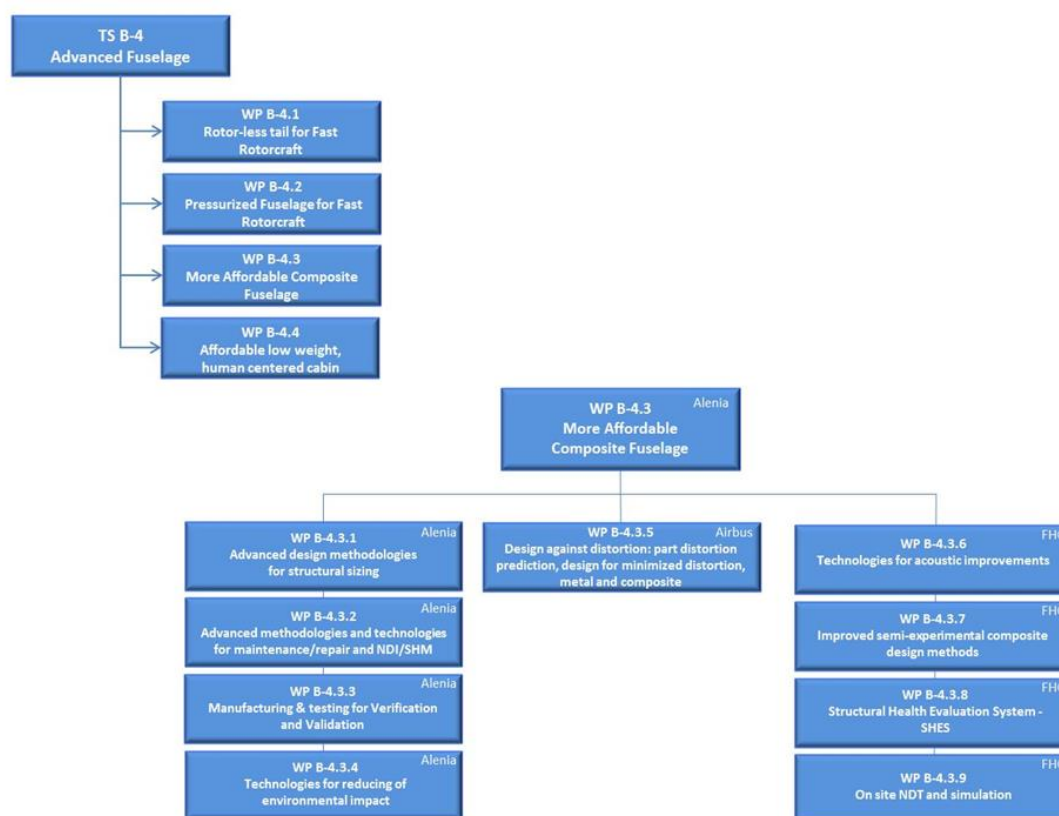 TS B-4
Advanced Fuselage
WP B-4.1
Rotor-less tail for Fast
Rotorcraft
WP B-4.2
Pressurized Fuselage for Fast
Rotorcraft
WP B-4.3
More Affordable Composite
Fuselage
WP B-4.4
Affordable low weight,
human centered cabin
WP B-4.3 Alenia
More Affordable
Composite Fuselage
WP B-4.3.1 Alenia
Advanced design methodologies
for structural sizing
WP B-4.3.2 Alenia
Advanced methodologies and technologies
for maintenance/repair and NDI/SHM
WP B-4.3.3 Alenia
Manufacturing & testing for Verification
and Validation
WP B-4.3.4 Alenia
Technologies for reducing of
environmental impact
WP B-4.3.5 Airbus
Design against distortion: part distortion
prediction, design for minimized distortion,
metal and composite
WP B-4.3.6
Technologies for acoustic improvements
WP B-4.3.7
Improved semi-experimental composite
design methods
WP B-4.3.8
Structural Health Evaluation System -
SHES
WP B-4.3.9
On site NDT and simulation